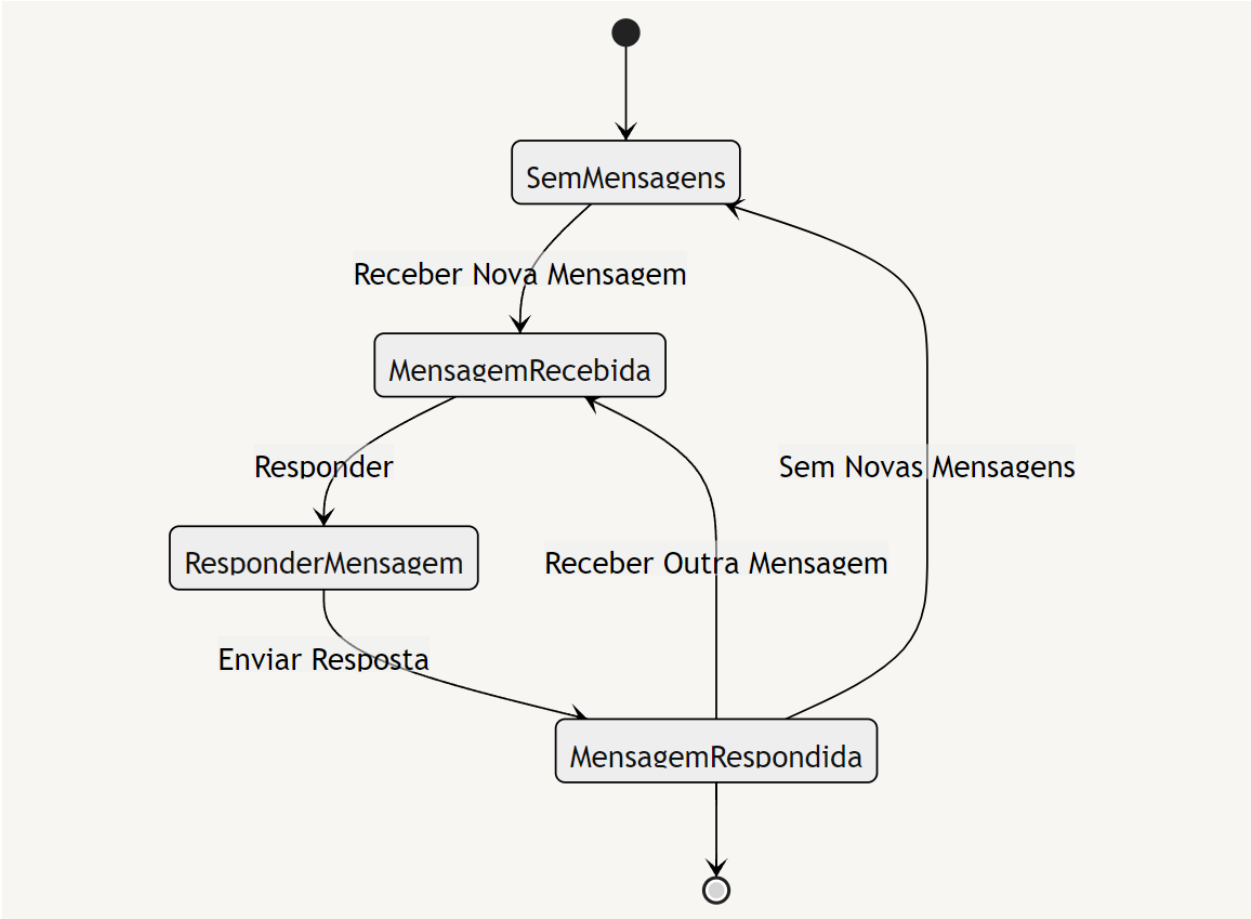 SemMensagens
Receber Nova Mensagem
MensagemRecebida
Responder
Sem Novas Mensagens
ResponderMensagem
Receber Outra Mensagem
Enviar Resposta
MensagemRespondida